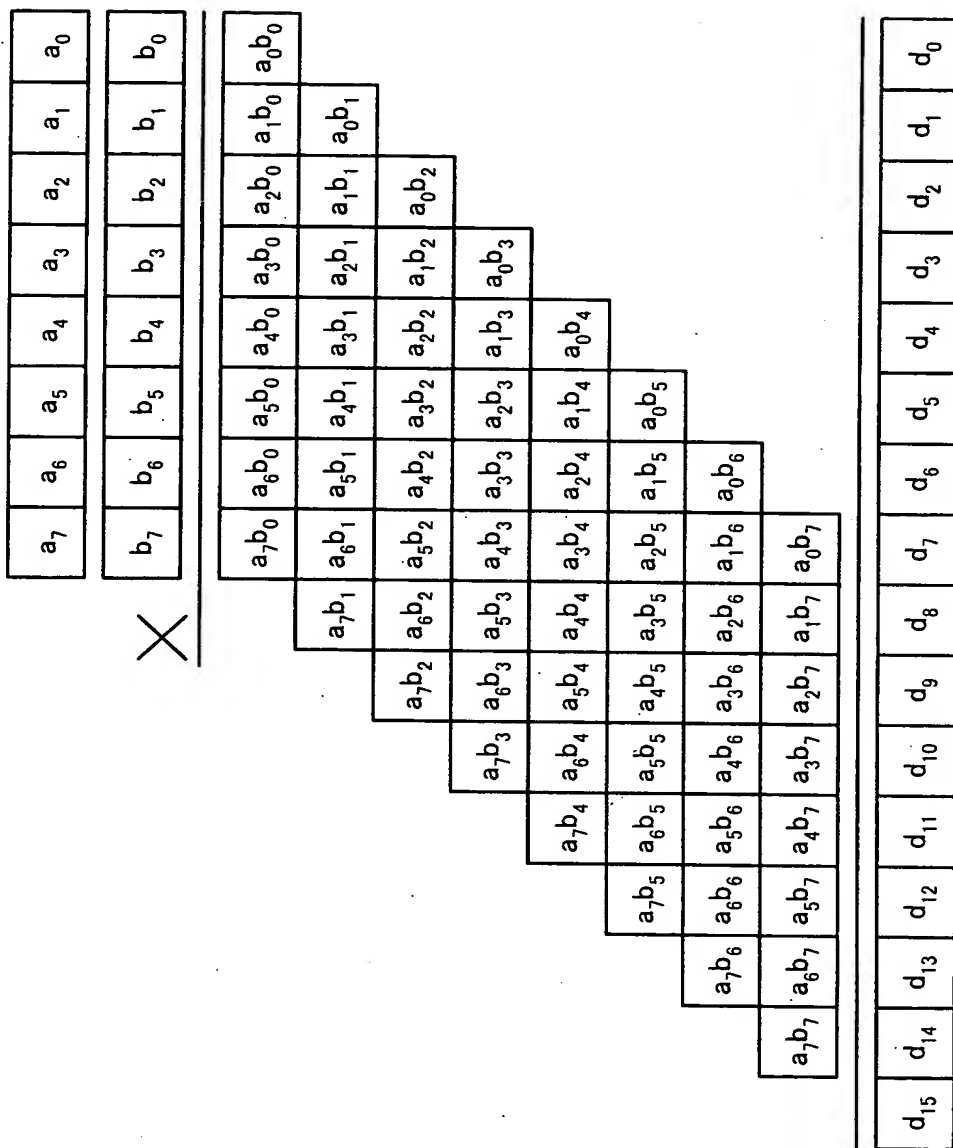 a₇ a₆ a₅ a₄ a₃ a₂ a₁ a₀
b₇ b₆ b₅ b₄ b₃ b₂ b₁ b₀
×
a₇b₀ a₆b₀ a₅b₀ a₄b₀ a₃b₀ a₂b₀ a₁b₀ a₀b₀
a₇b₁ a₆b₁ a₅b₁ a₄b₁ a₃b₁ a₂b₁ a₁b₁ a₀b₁
a₇b₂ a₆b₂ a₅b₂ a₄b₂ a₃b₂ a₂b₂ a₁b₂ a₀b₂
a₇b₃ a₆b₃ a₅b₃ a₄b₃ a₃b₃ a₂b₃ a₁b₃ a₀b₃
a₇b₄ a₆b₄ a₅b₄ a₄b₄ a₃b₄ a₂b₄ a₁b₄ a₀b₄
a₇b₅ a₆b₅ a₅b₅ a₄b₅ a₃b₅ a₂b₅ a₁b₅ a₀b₅
a₇b₆ a₆b₆ a₅b₆ a₄b₆ a₃b₆ a₂b₆ a₁b₆ a₀b₆
a₇b₇ a₆b₇ a₅b₇ a₄b₇ a₃b₇ a₂b₇ a₁b₇ a₀b₇
d₁₅ d₁₄ d₁₃ d₁₂ d₁₁ d₁₀ d₉ d₈ d₇ d₆ d₅ d₄ d₃ d₂ d₁ d₀